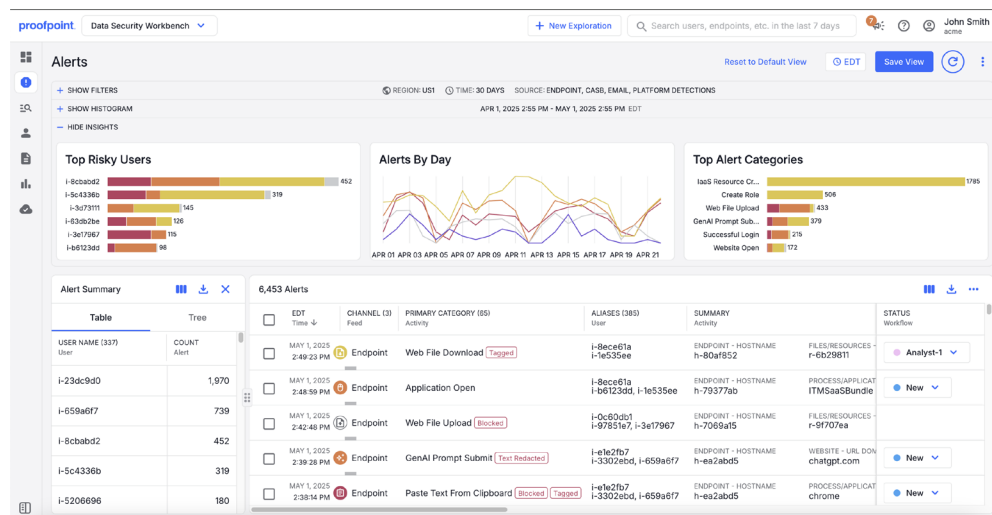 proofpoint. Data Security Workbench + New Exploration Search users, endpoints, etc. in the last 7 days 7 John Smith
acme
Alerts Reset to Default View EDT Save View
+ SHOW FILTERS REGION: US1 TIME: 30 DAYS SOURCE: ENDPOINT, CASB, EMAIL, PLATFORM DETECTIONS
+ SHOW HISTOGRAM APR 1, 2025 2:55 PM - MAY 1, 2025 2:55 PM EDT
— HIDE INSIGHTS
Top Risky Users
i-8cbabd2 452
i-5c4336b 319
i-3d73111 145
i-63db2be 126
i-3e17967 115
i-b6123dd 98
Alerts By Day
APR 01 APR 03 APR 05 APR 07 APR 09 APR 11 APR 13 APR 15 APR 17 APR 19 APR 21
Top Alert Categories
IaaS Resource Cr... 1785
Create Role 506
Web File Upload 433
GenAI Prompt Sub... 379
Successful Login 215
Website Open 172
Alert Summary
Table Tree
USER NAME (337) COUNT
User Alert
i-23dc9d0 1,970
i-659a6f7 739
i-8cbabd2 452
i-5c4336b 319
i-5206696 180
6,453 Alerts
EDT CHANNEL (3) PRIMARY CATEGORY (65) ALIASES (385) SUMMARY STATUS
Time Feed Activity User Activity Workflow
MAY 1, 2025 i-8ece61a ENDPOINT - HOSTNAME FILES/RESOURCES -
2:49:23 PM Endpoint Web File Download Tagged i-1e535ee h-80af852 r-6b29811 Analyst-1
MAY 1, 2025 i-8ece61a ENDPOINT - HOSTNAME PROCESS/APPLICAT
2:48:59 PM Endpoint Application Open i-b6123dd, i-1e535ee h-79377ab ITMSaaSBundle New
MAY 1, 2025 i-0c60db1 ENDPOINT - HOSTNAME FILES/RESOURCES -
2:42:48 PM Endpoint Web File Upload Blocked i-97851e7, i-3e17967 h-7069a15 r-9f707ea
MAY 1, 2025 i-e1e2fb7 ENDPOINT - HOSTNAME WEBSITE - URL DOM
2:39:28 PM Endpoint GenAI Prompt Submit Text Redacted i-3302ebd, i-659a6f7 h-ea2abd5 chatgpt.com New
MAY 1, 2025 i-e1e2fb7 ENDPOINT - HOSTNAME PROCESS/APPLICAT
2:38:14 PM Endpoint Paste Text From Clipboard Blocked Tagged i-3302ebd, i-659a6f7 h-ea2abd5 chrome New